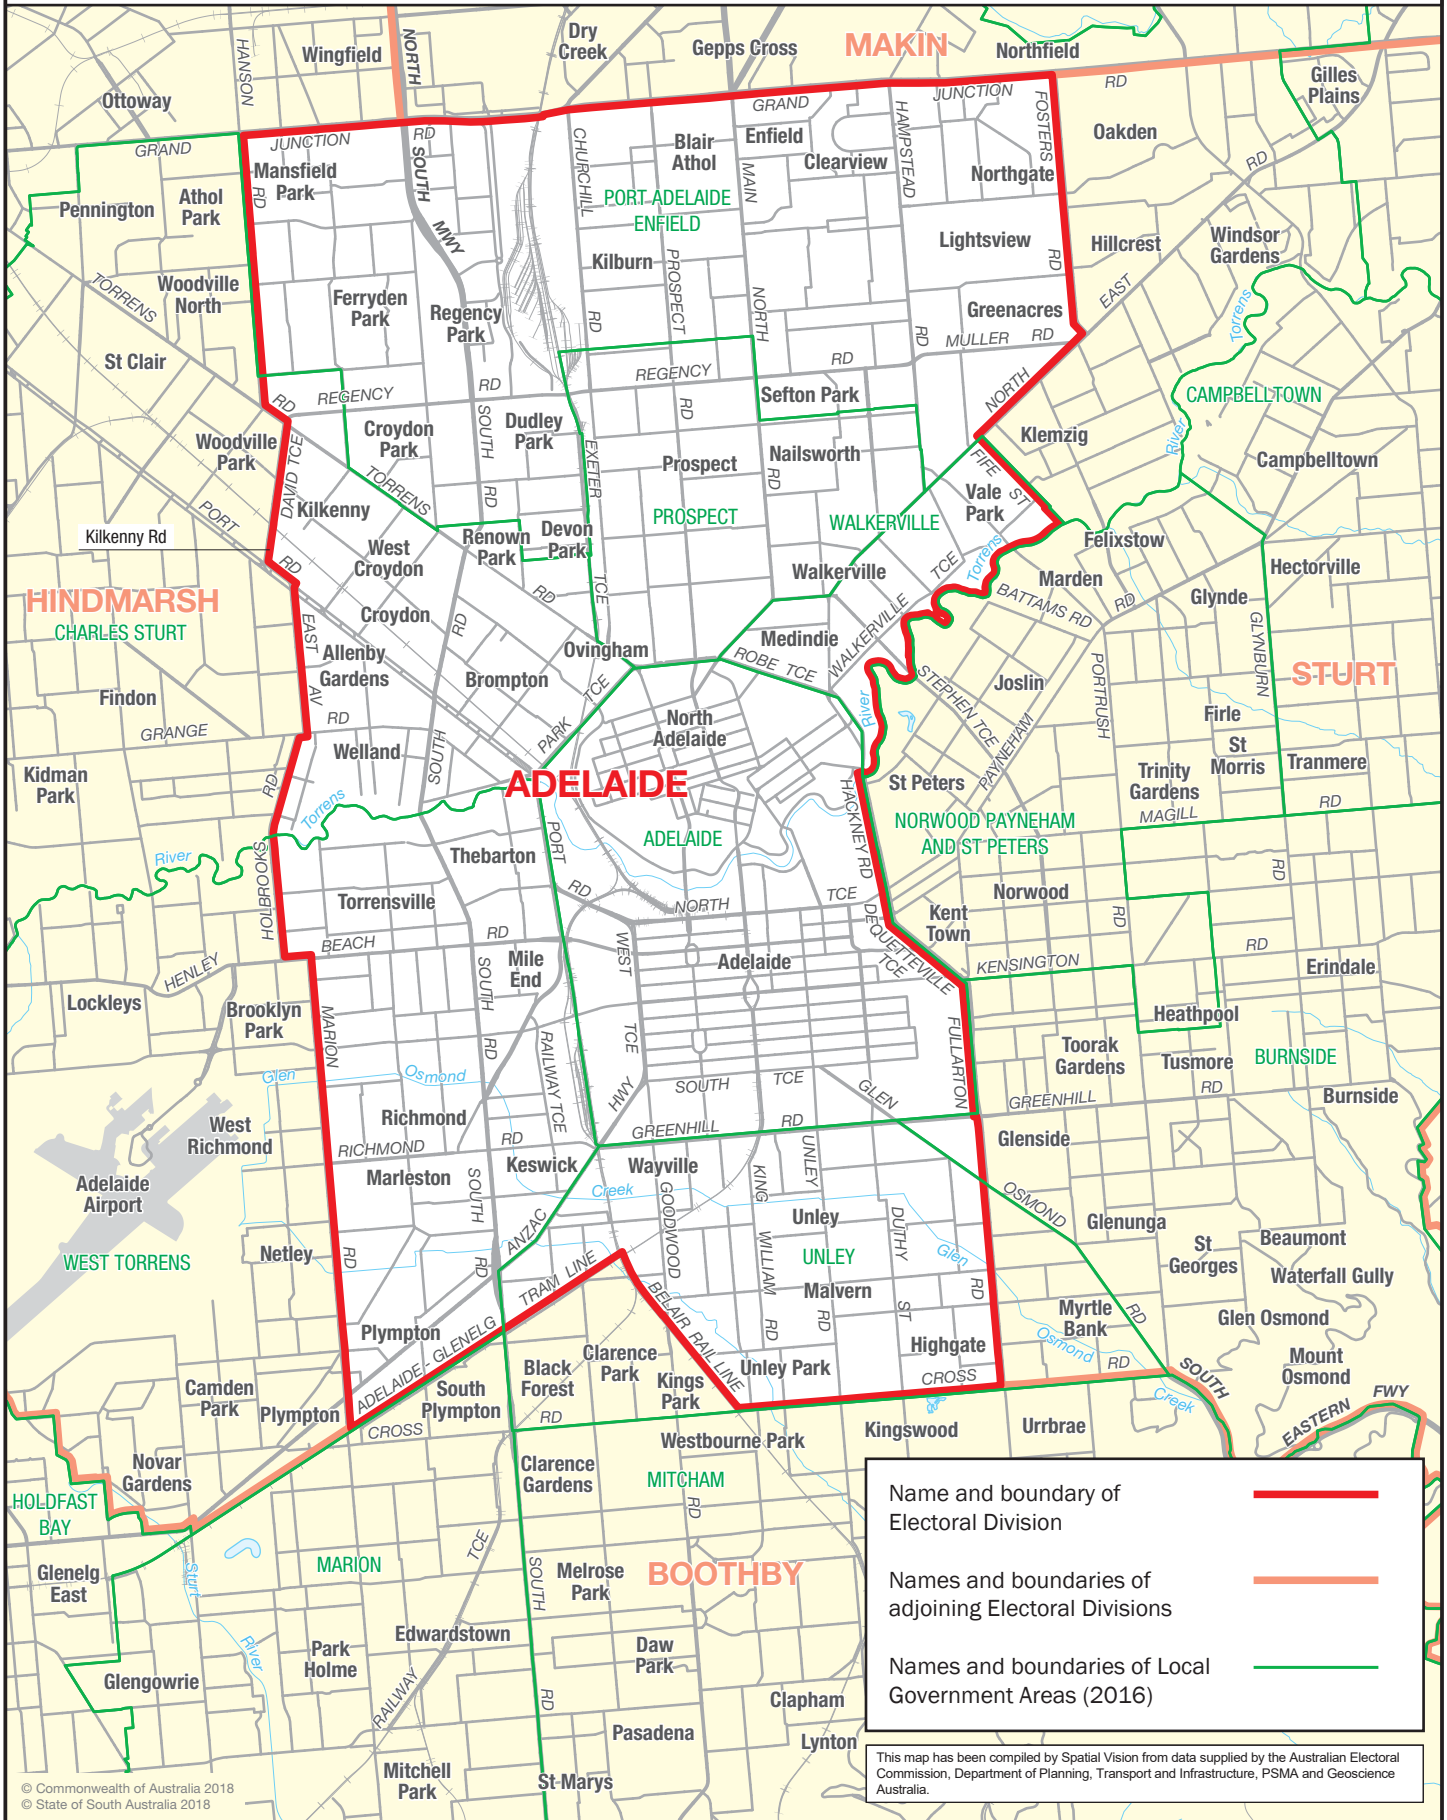 Wingfield
Dry
Creek
Gepps Cross
MAKIN
Northfield
HANSON
NORTH
Ottoway
RD
Gilles
Plains
GRAND
JUNCTION
RD
SOUTH
GRAND
JUNCTION
FOSTERS
Oakden
Blair
Athol
Enfield
Clearview
CHURCHILL
MAIN
HAMPSTEAD
Mansfield
Park
RD
Northgate
RD
Pennington
Athol
Park
PORT ADELAIDE
ENFIELD
MWY
Lightsview
Hillcrest
Windsor
Gardens
RD
Kilburn
PROSPECT
Woodville
North
TORRENS
Ferryden
Park
Regency
Park
NORTH
Greenacres
EAST
Torrens
RD
RD
MULLER
RD
St Clair
RD
REGENCY
RD
Sefton Park
NORTH
CAMPBELLTOWN
RD
REGENCY
RD
Croydon
Park
SOUTH
Dudley
Park
Woodville
Park
DAVID TCE
EXETER
Prospect
Nailsworth
RD
Klemzig
River
Campbelltown
FIFE
ST
PORT
Kilkenny
TORRENS
RD
Vale
Park
PROSPECT
WALKERVILLE
Kilkenny Rd
West
Croydon
Renown
Park
Devon
Park
Felixstow
RD
Hectorville
Walkerville
TCE
Torrens
Marden
BATTAMS RD
RD
Glynde
HINDMARSH
CHARLES STURT
Croydon
RD
RD
TCE
EAST
Allenby
Gardens
Ovingham
Medindie
WALKERVILLE
ROBE TCE
GLYNBURN
Findon
AV
Brompton
TCE
STEPHEN TCE
Joslin
PORTRUSH
STURT
GRANGE
RD
Welland
SOUTH
PARK
North
Adelaide
River
PAYNEHAM
Firle
St
Morris
Tranmere
Kidman
Park
RD
ADELAIDE
HACKNEY RD
St Peters
Trinity
Gardens
MAGILL
RD
Torrens
River
HOLBROOKS
Thebarton
PORT
ADELAIDE
NORWOOD PAYNEHAM
AND ST PETERS
RD
Torrensville
RD
NORTH
TCE
DEQUETTEVILLE
TCE
Kent
Town
Norwood
RD
BEACH
RD
WEST
Adelaide
KENSINGTON
RD
Erindale
HENLEY
Lockleys
Mile
End
SOUTH
Brooklyn
Park
MARION
RD
RAILWAY TCE
TCE
FULLARTON
Heathpool
Toorak
Gardens
Tusmore
BURNSIDE
Glen
Osmond
HWY
SOUTH
TCE
GLEN
GREENHILL
RD
Burnside
West
Richmond
Richmond
RICHMOND
RD
GREENHILL
RD
Glenside
Marleston
Keswick
Wayville
UNLEY
Adelaide
Airport
SOUTH
Creek
GOODWOOD
KING
OSMOND
Unley
DUTHY
Glenunga
WEST TORRENS
Netley
RD
ANZAC
RD
WILLIAM
UNLEY
Glen
St
Georges
Beaumont
Waterfall Gully
TRAM LINE
Malvern
RD
Myrtle
Bank
RD
Glen Osmond
Plympton
ADELAIDE - GLENELG
BELAIR RAIL LINE
RD
RD
ST
Highgate
Osmond
Mount
Osmond
Clarence
Park
Black
Forest
Unley Park
CROSS
RD
SOUTH
Camden
Park
Plympton
South
Plympton
Kings
Park
Creek
FWY
CROSS
RD
EASTERN
Westbourne Park
Kingswood
Urrbrae
Novar
Gardens
Clarence
Gardens
MITCHAM
HOLDFAST
BAY
RD
Name and boundary of
Electoral Division
TCE
Glenelg
East
Sturt
MARION
SOUTH
Melrose
Park
BOOTHBY
Names and boundaries of
adjoining Electoral Divisions
River
Park
Holme
Edwardstown
Daw
Park
Names and boundaries of Local
Government Areas (2016)
Glengowrie
RAILWAY
RD
Clapham
Pasadena
Lynton
Mitchell
Park
St Marys
This map has been compiled by Spatial Vision from data supplied by the Australian Electoral
Commission, Department of Planning, Transport and Infrastructure, PSMA and Geoscience
Australia.
© Commonwealth of Australia 2018
© State of South Australia 2018